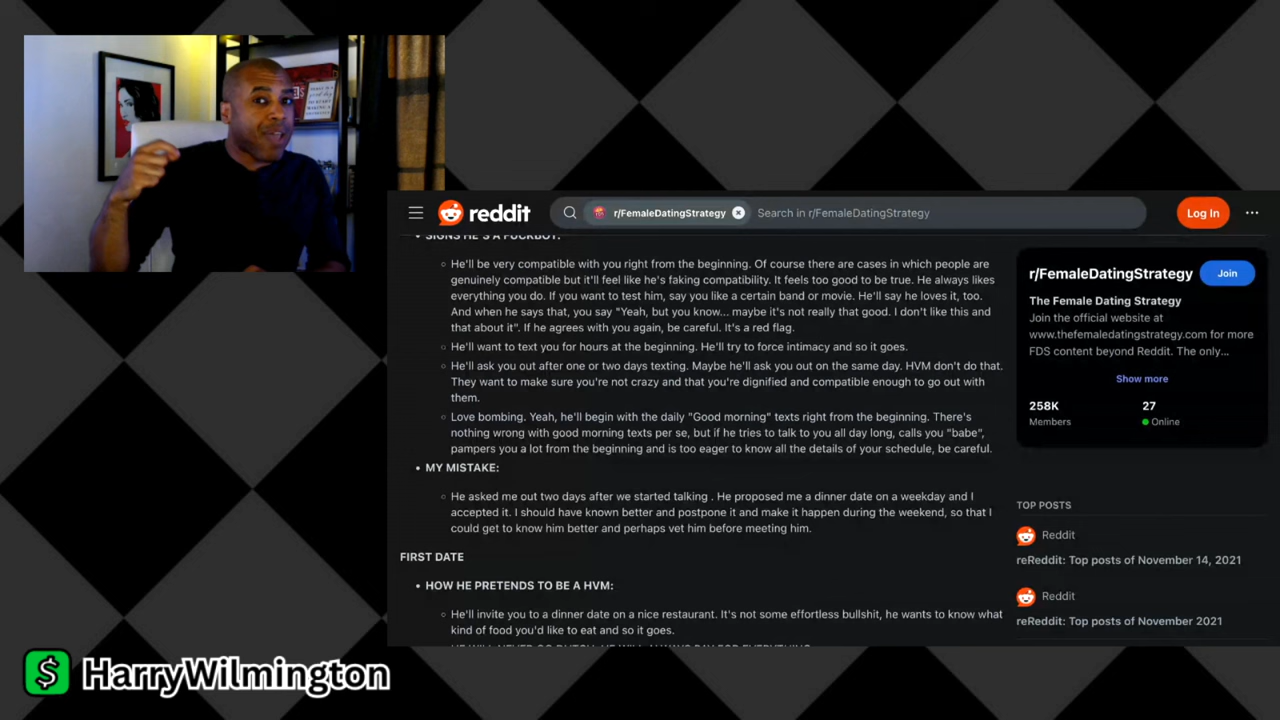 reddit
r/FemaleDatingStrategy
Search in r/FemaleDatingStrategy
Log In
SIGNS HE'S A FUCKBOY:
He'll be very compatible with you right from the beginning. Of course there are cases in which people are
genuinely compatible but it'll feel like he's faking compatibility. It feels too good to be true. He always likes
everything you do. If you want to test him, say you like a certain band or movie. He'll say he loves it, too.
And when he says that, you say "Yeah, but you know... maybe it's not really that good. I don't like this and
that about it". If he agrees with you again, be careful. It's a red flag.
He'll want to text you for hours at the beginning. He'll try to force intimacy and so it goes.
He'll ask you out after one or two days texting. Maybe he'll ask you out on the same day. HVM don't do that.
They want to make sure you're not crazy and that you're dignified and compatible enough to go out with
them.
Love bombing. Yeah, he'll begin with the daily "Good morning" texts right from the beginning. There's
nothing wrong with good morning texts per se, but if he tries to talk to you all day long, calls you "babe",
pampers you a lot from the beginning and is too eager to know all the details of your schedule, be careful.
MY MISTAKE:
He asked me out two days after we started talking . He proposed me a dinner date on a weekday and I
accepted it. I should have known better and postpone it and make it happen during the weekend, so that I
could get to know him better and perhaps vet him before meeting him.
FIRST DATE
HOW HE PRETENDS TO BE A HVM:
He'll invite you to a dinner date on a nice restaurant. It's not some effortless bullshit, he wants to know what
kind of food you'd like to eat and so it goes.
HE WILL NEVER GO DUTCH. HE WILL ALWAYS PAY FOR EVERYTHING
r/FemaleDatingStrategy
Join
The Female Dating Strategy
Join the official website at
www.thefemaledatingstrategy.com for more
FDS content beyond Reddit. The only...
Show more
258K
27
Members
Online
TOP POSTS
Reddit
reReddit: Top posts of November 14, 2021
Reddit
reReddit: Top posts of November 2021
$ HarryWilmington